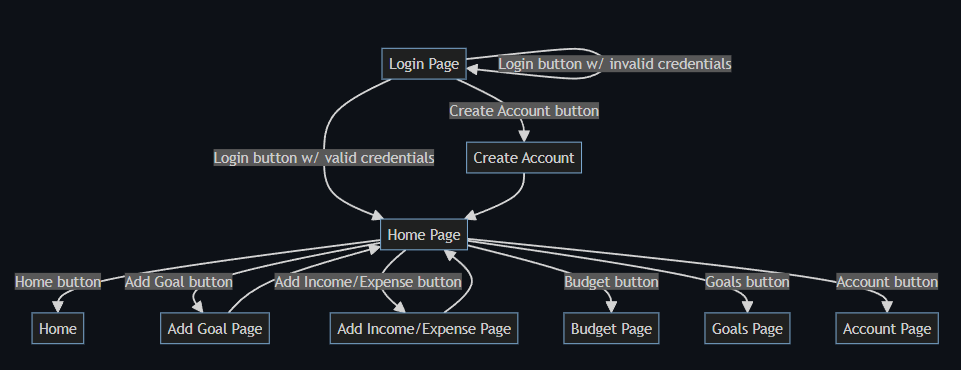 Login Page
Login button w/ invalid credentials
Create Account button
Login button w/ valid credentials
Create Account
Home Page
Home button
Add Goal button
Add Income/Expense button
Budget button
Goals button
Account button
Home
Add Goal Page
Add Income/Expense Page
Budget Page
Goals Page
Account Page